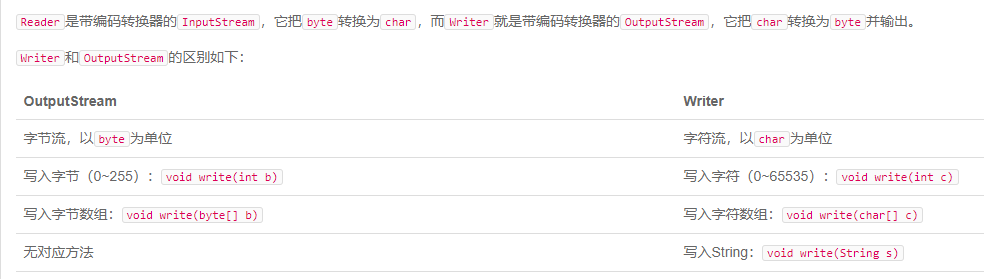 Reader是带编码转换器的InputStream，它把byte转换为char，而Writer就是带编码转换器的OutputStream，它把char转换为byte并输出。
Writer和OutputStream的区别如下：
OutputStream Writer
字节流，以byte为单位 字符流，以char为单位
写入字节（0~255）：void write(int b) 写入字符（0~65535）：void write(int c)
写入字节数组：void write(byte[] b) 写入字符数组：void write(char[] c)
无对应方法 写入String：void write(String s)